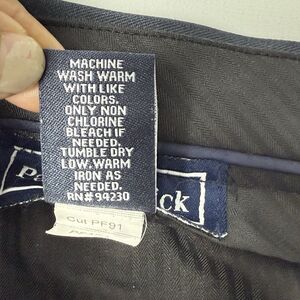 MACHINE
WASH WARM
WITH LIKE
COLORS.
ONLY NON
CHLORINE
BLEACH IF
NEEDED.
TUMBLE DRY
LOW. WARM
IRON AS
NEEDED.
RN#94230
Cut PF91